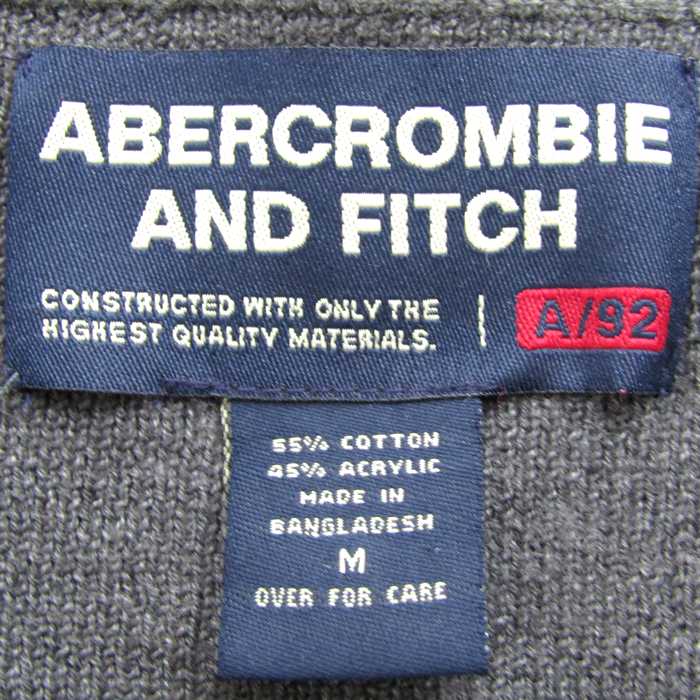 ABERCROMBIE
AND FITCH
CONSTRUCTED WITH ONLY THE
HIGHEST QUALITY MATERIALS.
A/92
55% COTTON
45% ACRYLIC
MADE IN
BANGLADESH
M
OVER FOR CARE